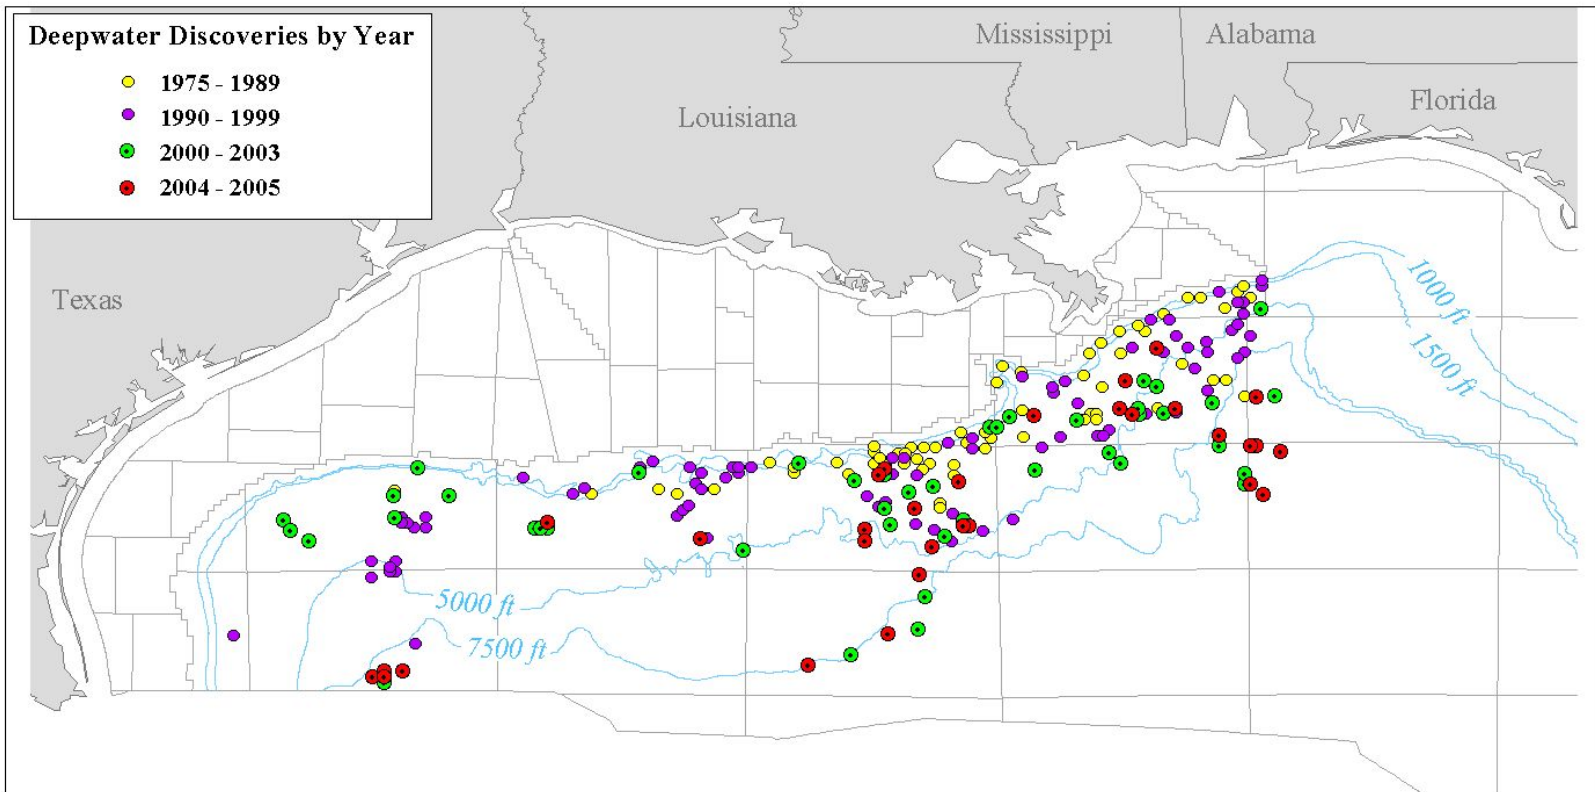 Deepwater Discoveries by Year
1975 - 1989
1990 - 1999
2000 - 2003
2004 - 2005
Mississippi
Alabama
Louisiana
Florida
Texas
1000 ft
1500 ft
5000 ft
7500 ft